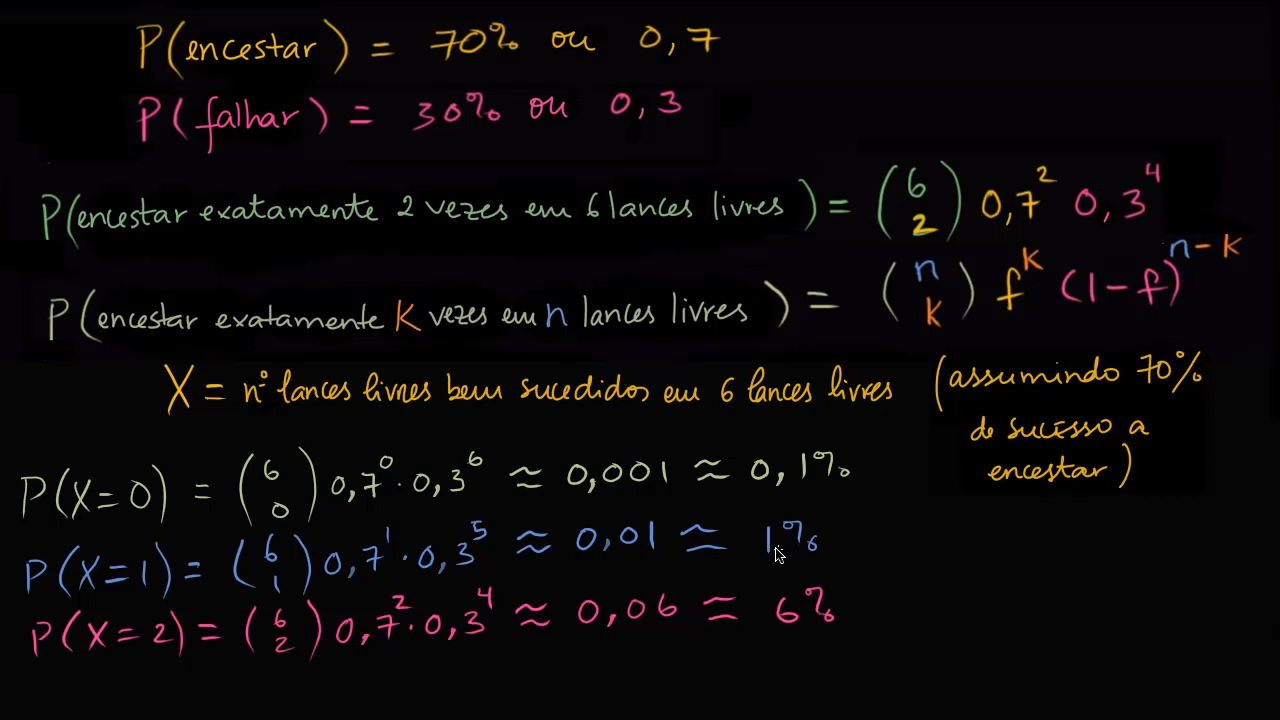 P(encestar) = 70% ou 0,7
P(falhar) = 30% ou 0,3
P(encestar exatamente 2 vezes em 6 lances livres) = (6 2) 0,7² 0,3⁴
P(encestar exatamente K vezes em n lances livres) = (n k) f^k (1-f)^n-k
X = nº lances livres bem sucedidos em 6 lances livres (assumindo 70%
de sucesso a
encestar)
P(X=0) = (6 0) 0,7⁰ · 0,3⁶ ≈ 0,001 ≈ 0,1%
P(X=1) = (6 1) 0,7¹ · 0,3⁵ ≈ 0,01 ≈ 1%
P(X=2) = (6 2) 0,7² · 0,3⁴ ≈ 0,06 ≈ 6%